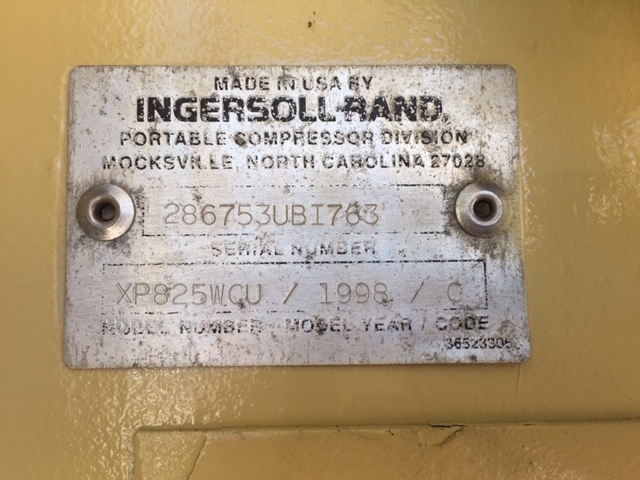 MADE IN USA BY
INGERSOLL-RAND®
PORTABLE COMPRESSOR DIVISION
MOCKSVILLE, NORTH CAROLINA 27028
286753UBI763
SERIAL NUMBER
XP825WCU / 1998 / C
MODEL NUMBER / MODEL YEAR / CODE